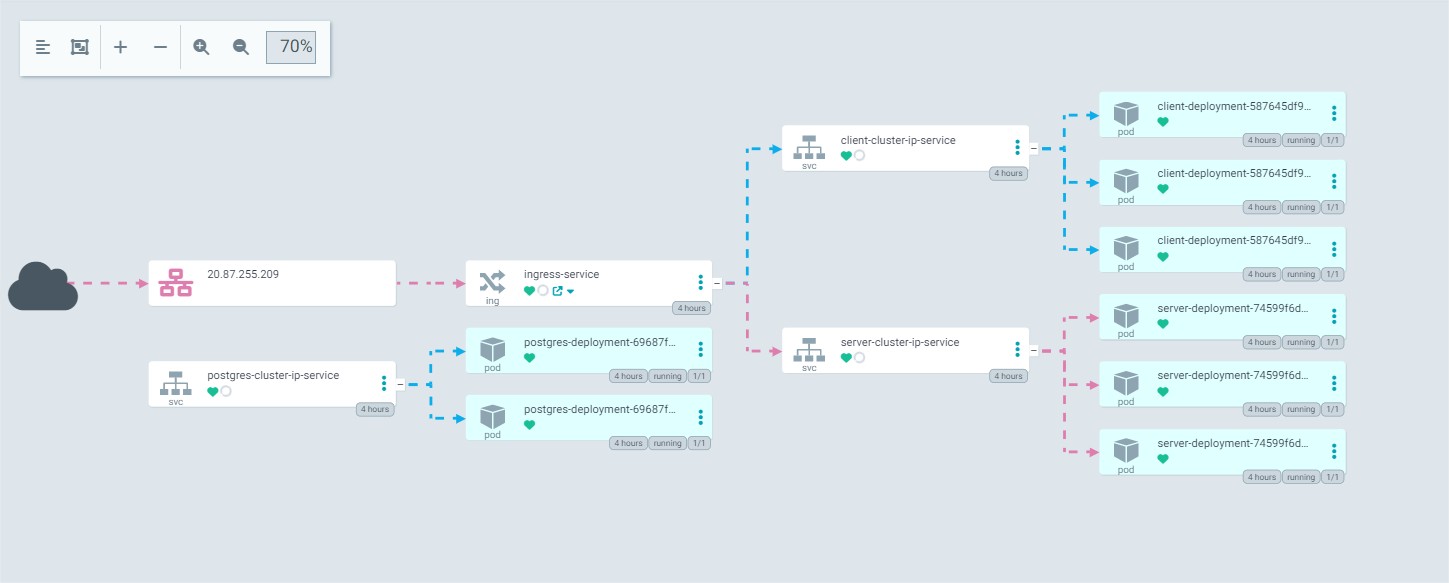 70%
client-deployment-587645df9...
pod
4 hours running 1/1
client-cluster-ip-service
svc
4 hours
client-deployment-587645df9...
pod
4 hours running 1/1
client-deployment-587645df9...
pod
4 hours running 1/1
20.87.255.209
ingress-service
ing
4 hours
server-deployment-74599f6d...
pod
4 hours running 1/1
postgres-deployment-69687f...
pod
4 hours running 1/1
server-cluster-ip-service
svc
4 hours
postgres-cluster-ip-service
svc
4 hours
server-deployment-74599f6d...
pod
4 hours running 1/1
postgres-deployment-69687f...
pod
4 hours running 1/1
server-deployment-74599f6d...
pod
4 hours running 1/1